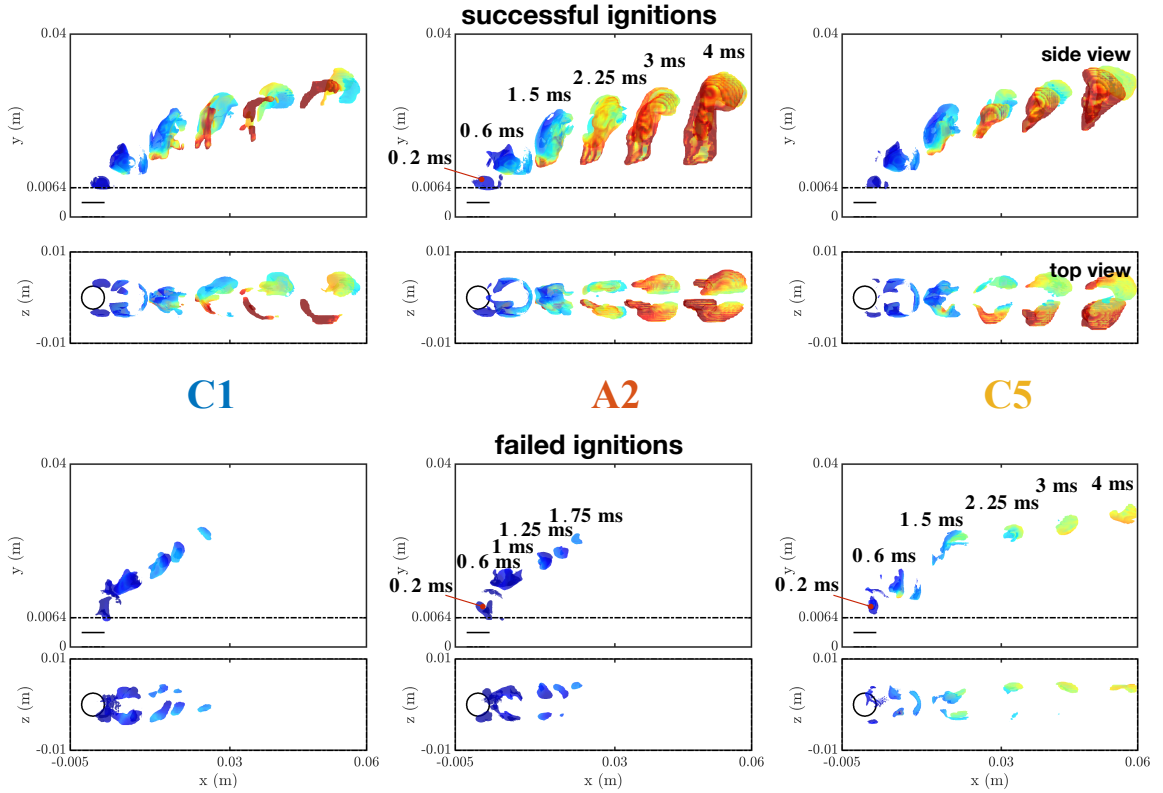 successful ignitions
0.04
0.04
0.04
side view
4 ms
3 ms
2.25 ms
1.5 ms
0.6 ms
0.2 ms
y (m)
y (m)
y (m)
0.0064
0.0064
0.0064
0
0
0
0.01
0.01
0.01
top view
z (m)
z (m)
z (m)
-0.01
-0.01
-0.01
C1
A2
C5
failed ignitions
0.04
0.04
0.04
4 ms
3 ms
2.25 ms
1.75 ms
1.5 ms
1.25 ms
1 ms
0.6 ms
0.6 ms
0.2 ms
0.2 ms
y (m)
y (m)
y (m)
0.0064
0.0064
0.0064
0
0
0
0.01
0.01
0.01
z (m)
z (m)
z (m)
-0.01
-0.01
-0.01
-0.005
0.03
0.06
-0.005
0.03
0.06
-0.005
0.03
0.06
x (m)
x (m)
x (m)